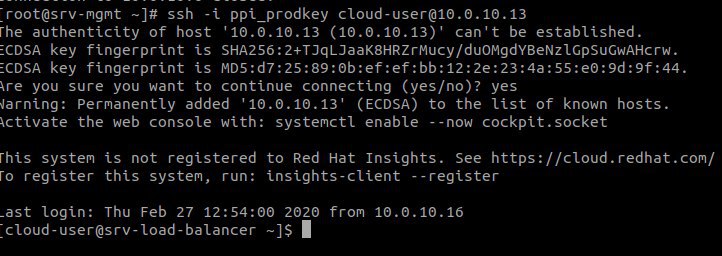 [root@srv-mgmt ~]# ssh -i ppi_prodkey cloud-user@10.0.10.13
The authenticity of host '10.0.10.13 (10.0.10.13)' can't be established.
ECDSA key fingerprint is SHA256:2+TJqLJaaK8HRZrMucy/duOMgdYBeNzlGpSuGwAHcrw.
ECDSA key fingerprint is MD5:d7:25:89:0b:ef:ef:bb:12:2e:23:4a:55:e0:9d:9f:44.
Are you sure you want to continue connecting (yes/no)? yes
Warning: Permanently added '10.0.10.13' (ECDSA) to the list of known hosts.
Activate the web console with: systemctl enable --now cockpit.socket
This system is not registered to Red Hat Insights. See https://cloud.redhat.com/
To register this system, run: insights-client --register
Last login: Thu Feb 27 12:54:00 2020 from 10.0.10.16
[cloud-user@srv-load-balancer ~]$